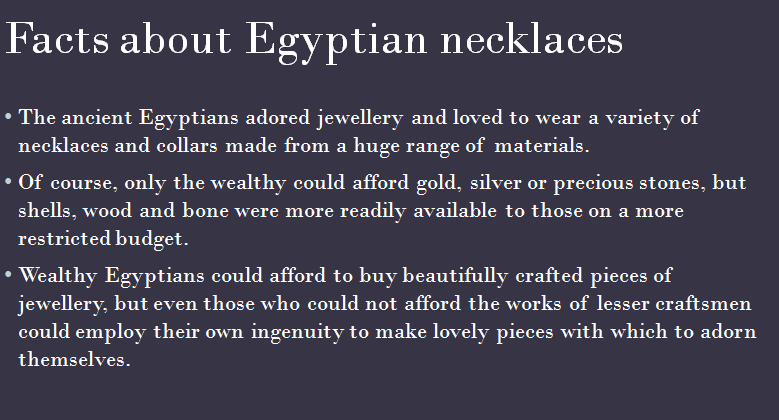 Facts about Egyptian necklaces
• The ancient Egyptians adored jewellery and loved to wear a variety of
necklaces and collars made from a huge range of materials.
• Of course, only the wealthy could afford gold, silver or precious stones, but
shells, wood and bone were more readily available to those on a more
restricted budget.
• Wealthy Egyptians could afford to buy beautifully crafted pieces of
jewellery, but even those who could not afford the works of lesser craftsmen
could employ their own ingenuity to make lovely pieces with which to adorn
themselves.